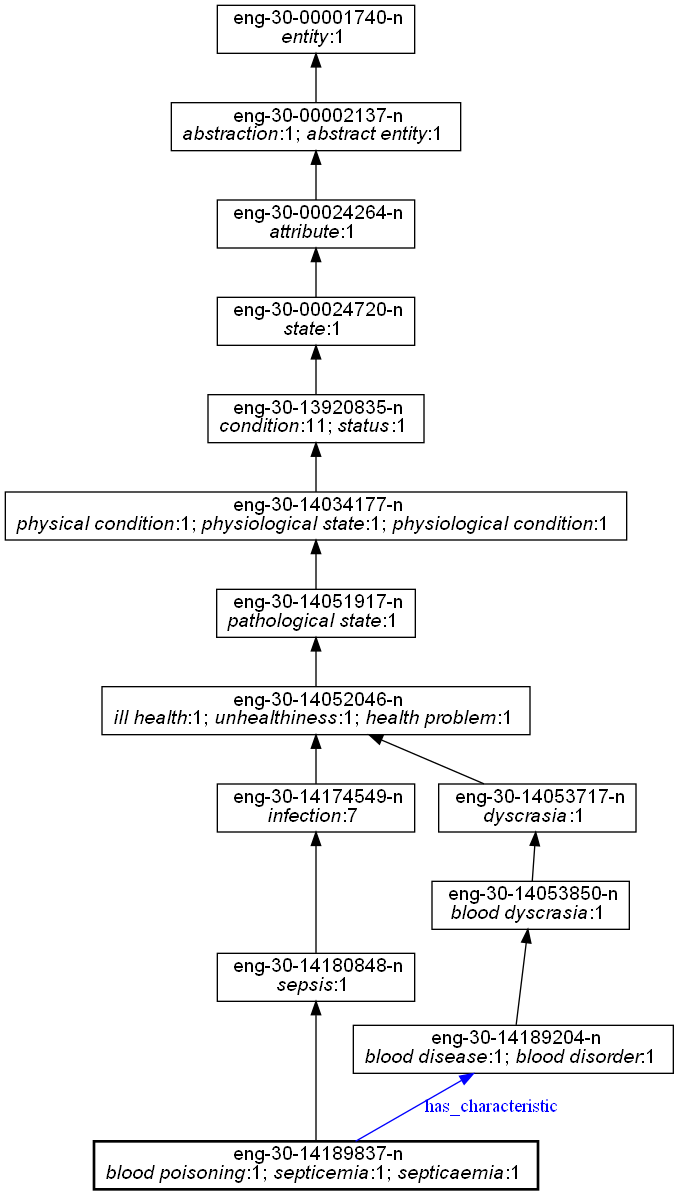 eng-30-00001740-n
entity:1
eng-30-00002137-n
abstraction:1; abstract entity:1
eng-30-00024264-n
attribute:1
eng-30-00024720-n
state:1
eng-30-13920835-n
condition:11; status:1
eng-30-14034177-n
physical condition:1; physiological state:1; physiological condition:1
eng-30-14051917-n
pathological state:1
eng-30-14052046-n
ill health:1; unhealthiness:1; health problem:1
eng-30-14174549-n
infection:7
eng-30-14053717-n
dyscrasia:1
eng-30-14053850-n
blood dyscrasia:1
eng-30-14180848-n
sepsis:1
eng-30-14189204-n
blood disease:1; blood disorder:1
has_characteristic
eng-30-14189837-n
blood poisoning:1; septicemia:1; septicaemia:1